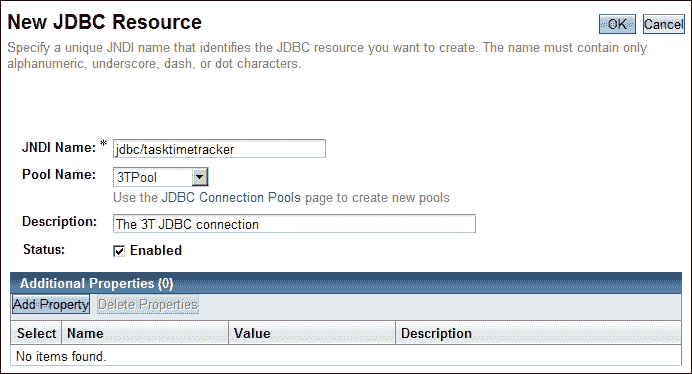 New JDBC Resource
OK Cancel
Specify a unique JNDI name that identifies the JDBC resource you want to create. The name must contain only
alphanumeric, underscore, dash, or dot characters.
JNDI Name: * jdbc/tasktimetracker
Pool Name: 3TPool
Use the JDBC Connection Pools page to create new pools
Description: The 3T JDBC connection
Status: Enabled
Additional Properties (0)
Add Property Delete Properties
Select Name Value Description
No items found.